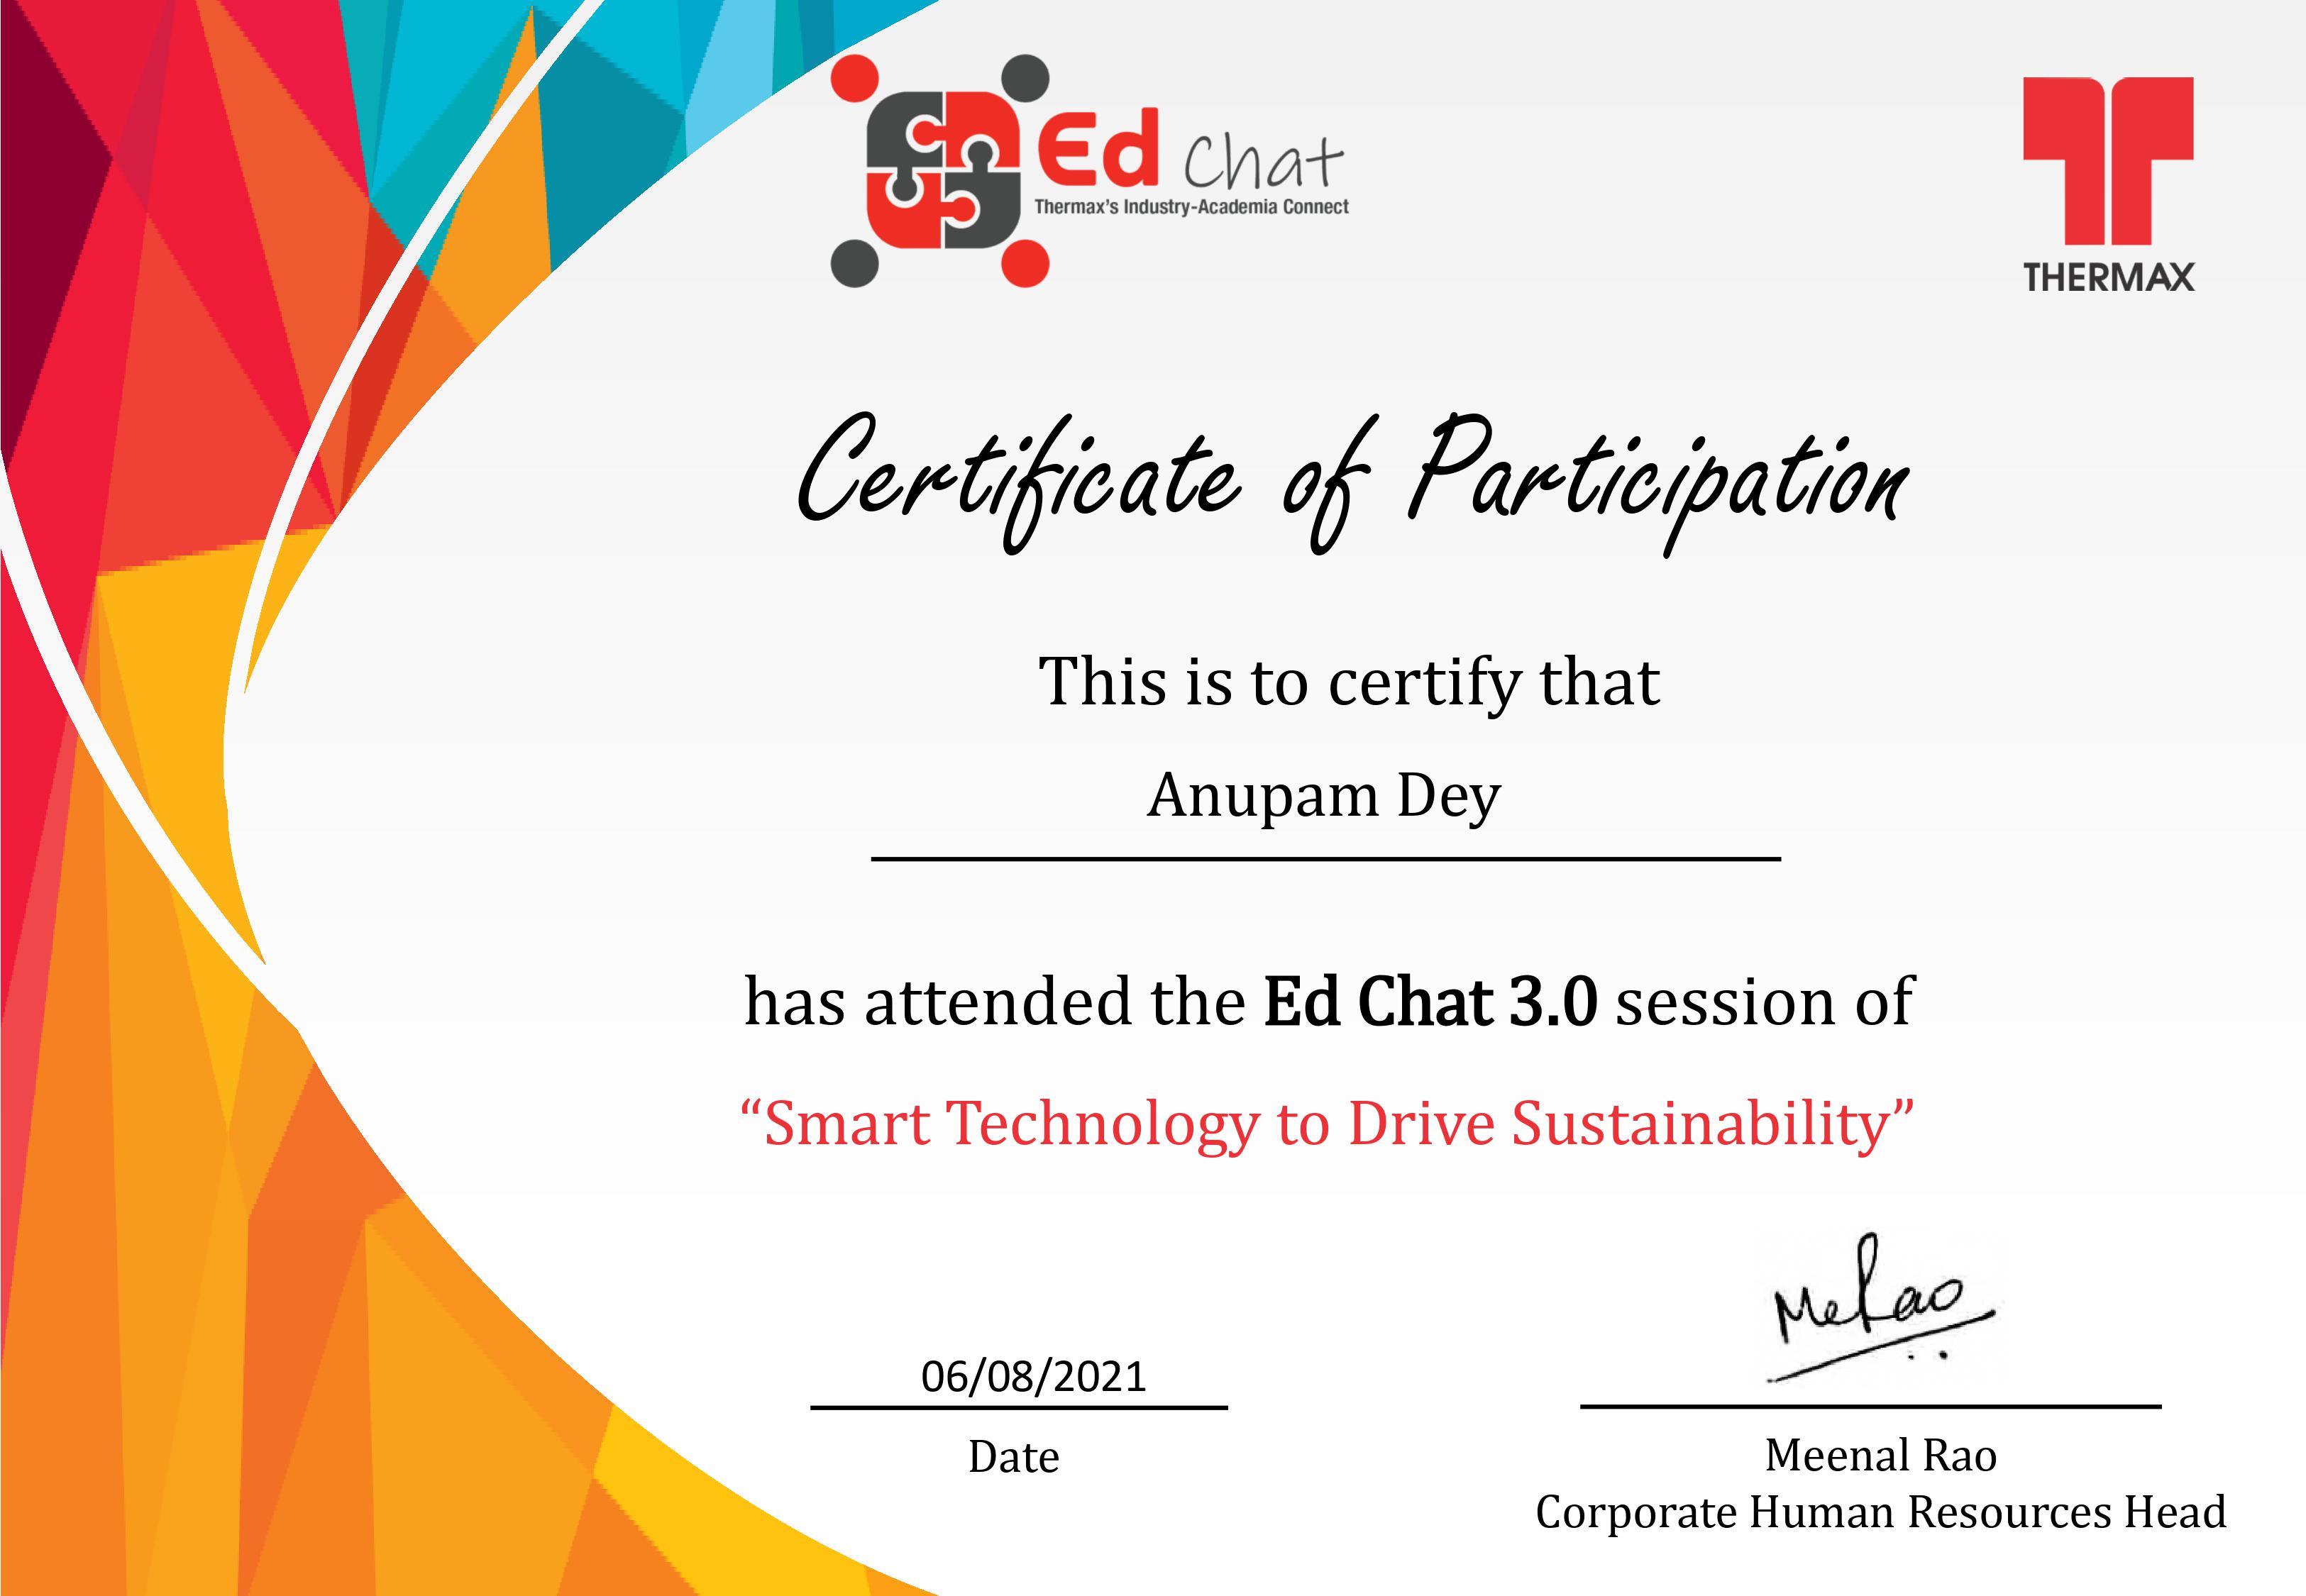 Ed Chat
Thermax's Industry-Academia Connect
THERMAX
Certificate of Participation
This is to certify that
Anupam Dey
has attended the Ed Chat 3.0 session of
“Smart Technology to Drive Sustainability”
MeRao
06/08/2021
Date
Meenal Rao
Corporate Human Resources Head